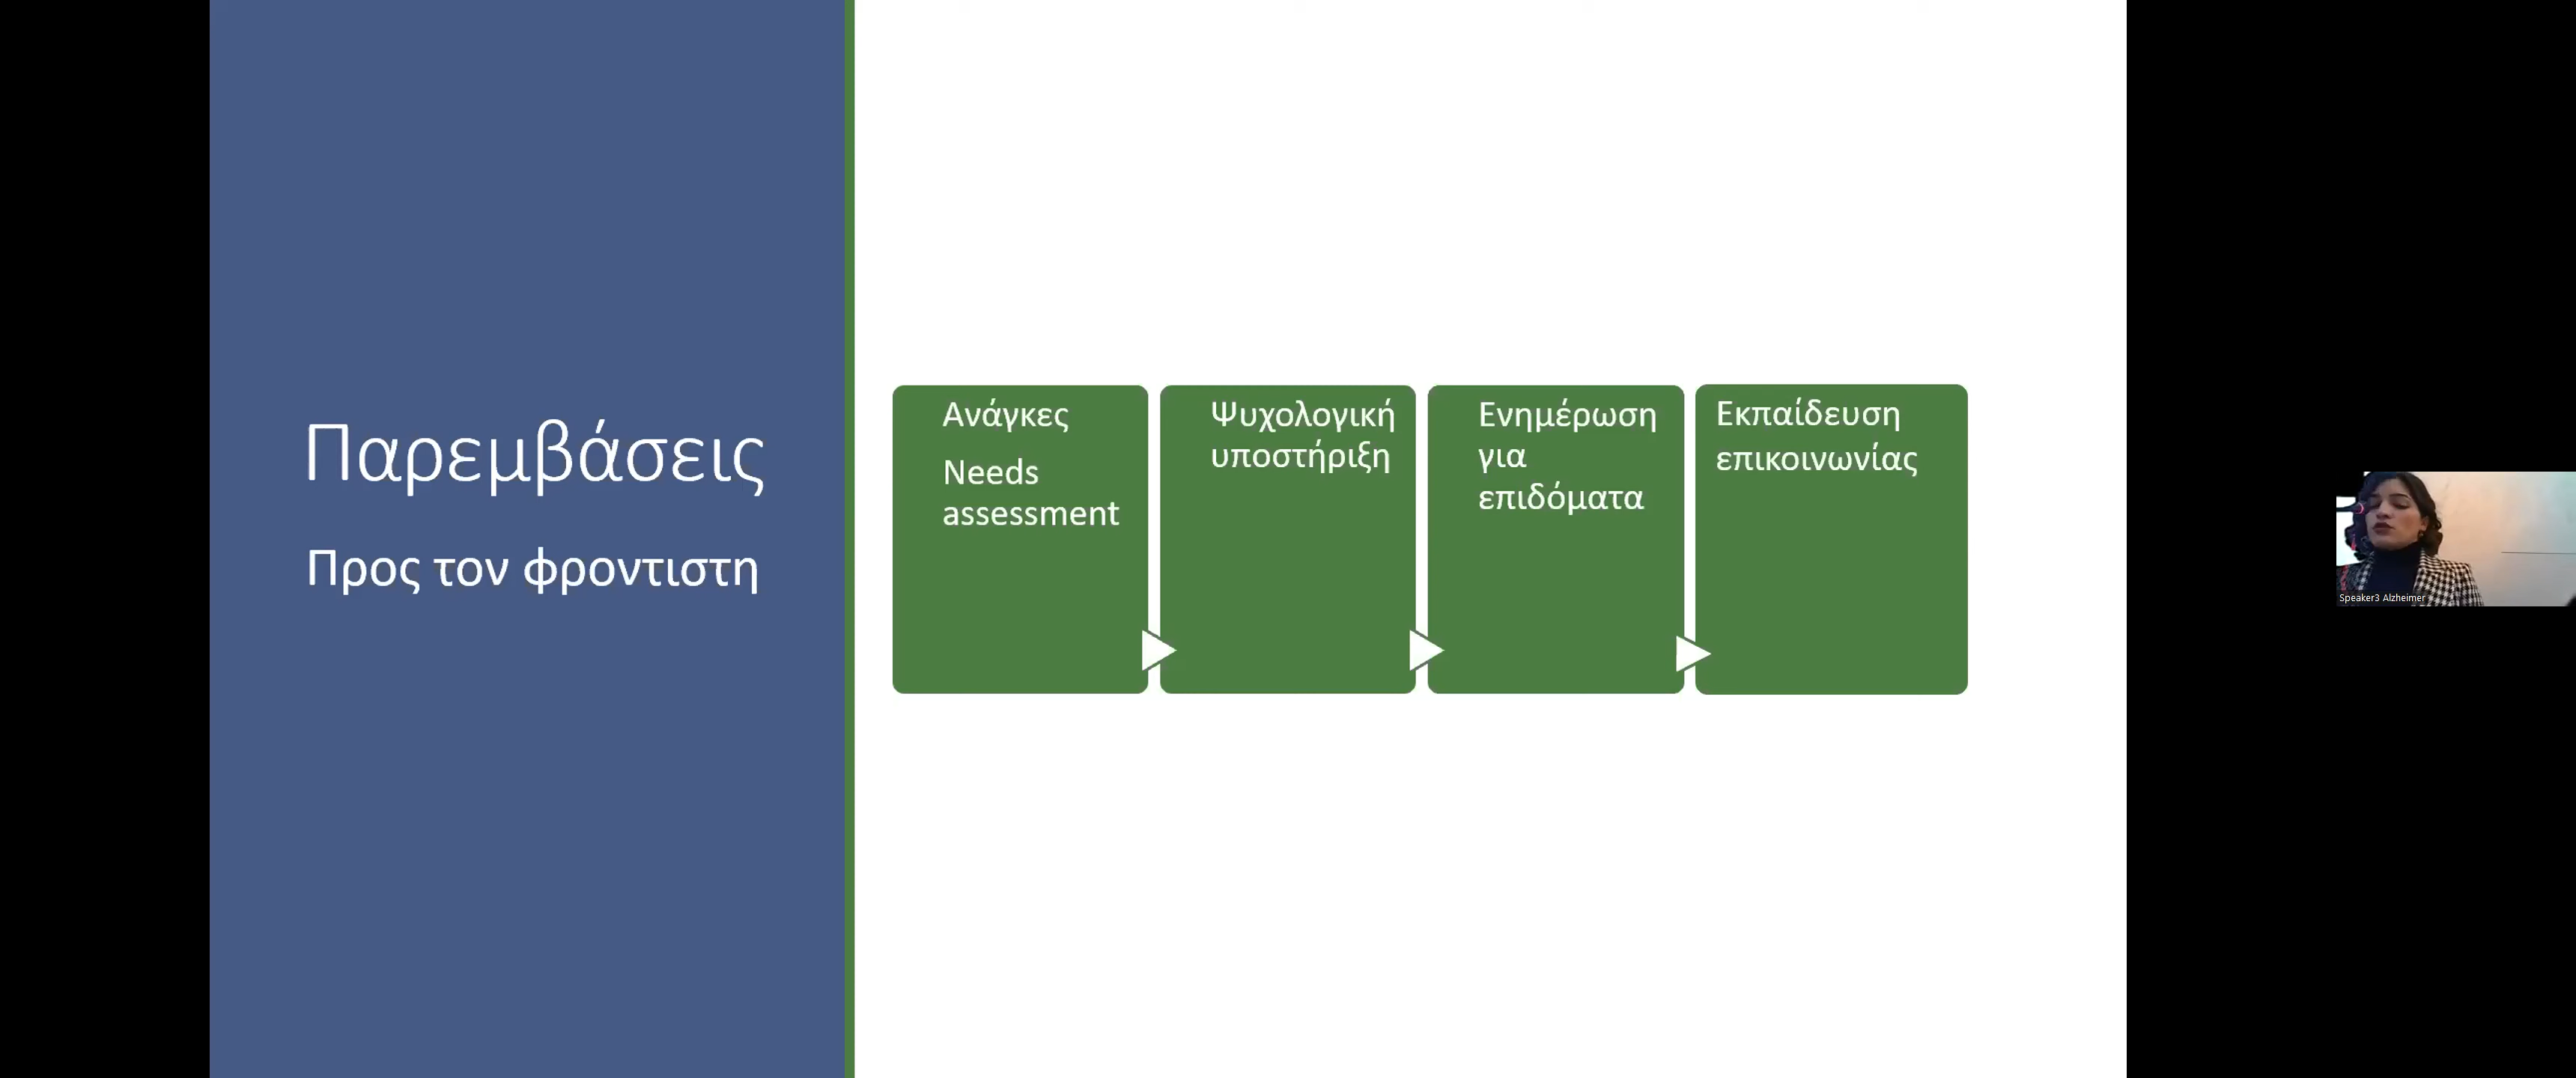 Παρεμβάσεις
Προς τον φροντιστη
Ανάγκες
Needs
assessment
Ψυχολογική
υποστήριξη
Ενημέρωση
για
επιδόματα
Εκπαίδευση
επικοινωνίας
Speaker3 Alzheimer